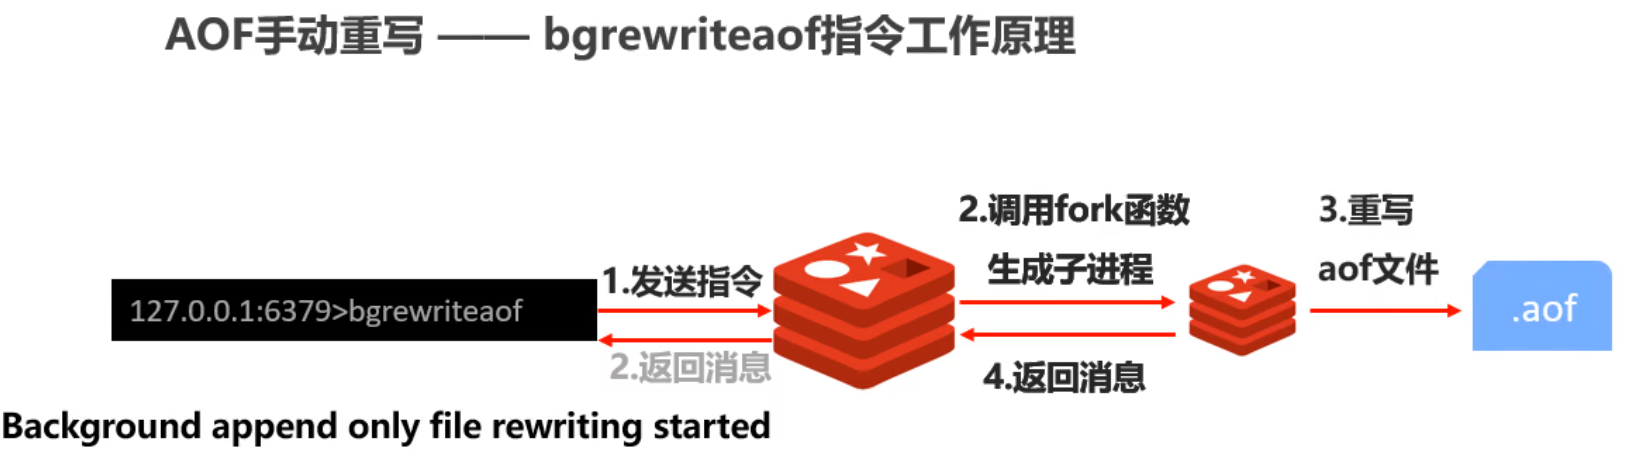 AOF手动重写 —— bgrewriteaof指令工作原理
2.调用fork函数
生成子进程
3.重写
aof文件
1.发送指令
127.0.0.1:6379>bgrewriteaof
.aof
2.返回消息
4.返回消息
Background append only file rewriting started